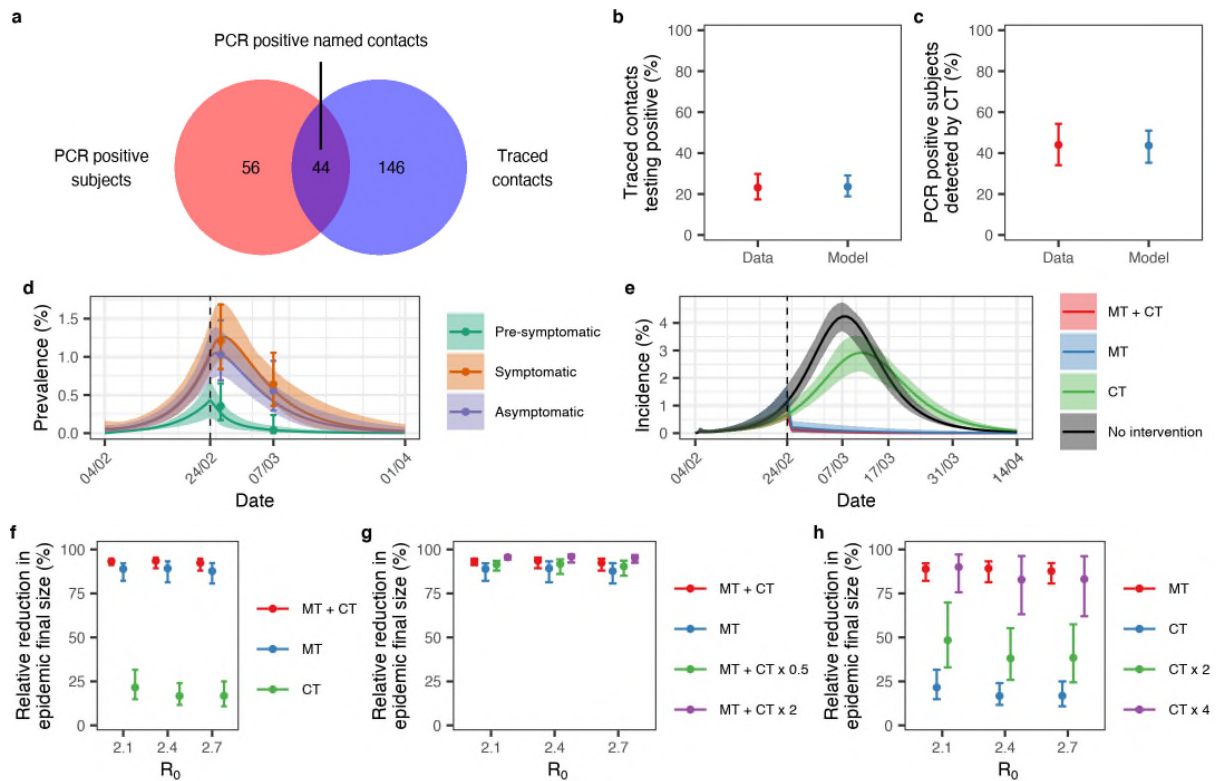 a
PCR positive named contacts
PCR positive
subjects
56
44
146
Traced
contacts
b
Traced contacts
testing positive (%)
100
80
60
40
20
0
Data
Model
c
PCR positive subjects
detected by CT (%)
100
80
60
40
20
0
Data
Model
d
Prevalence (%)
1.5
1.0
0.5
0.0
04/02
24/02
07/03
01/04
Date
Pre-symptomatic
Symptomatic
Asymptomatic
e
Incidence (%)
4
3
2
1
0
04/02
24/02
07/03
17/03
31/03
14/04
Date
MT + CT
MT
CT
No intervention
f
Relative reduction in
epidemic final size (%)
100
75
50
25
0
2.1
2.4
2.7
R0
MT + CT
MT
CT
g
Relative reduction in
epidemic final size (%)
100
75
50
25
0
2.1
2.4
2.7
R0
MT + CT
MT
MT + CT x 0.5
MT + CT x 2
h
Relative reduction in
epidemic final size (%)
100
75
50
25
0
2.1
2.4
2.7
R0
MT
CT
CT x 2
CT x 4